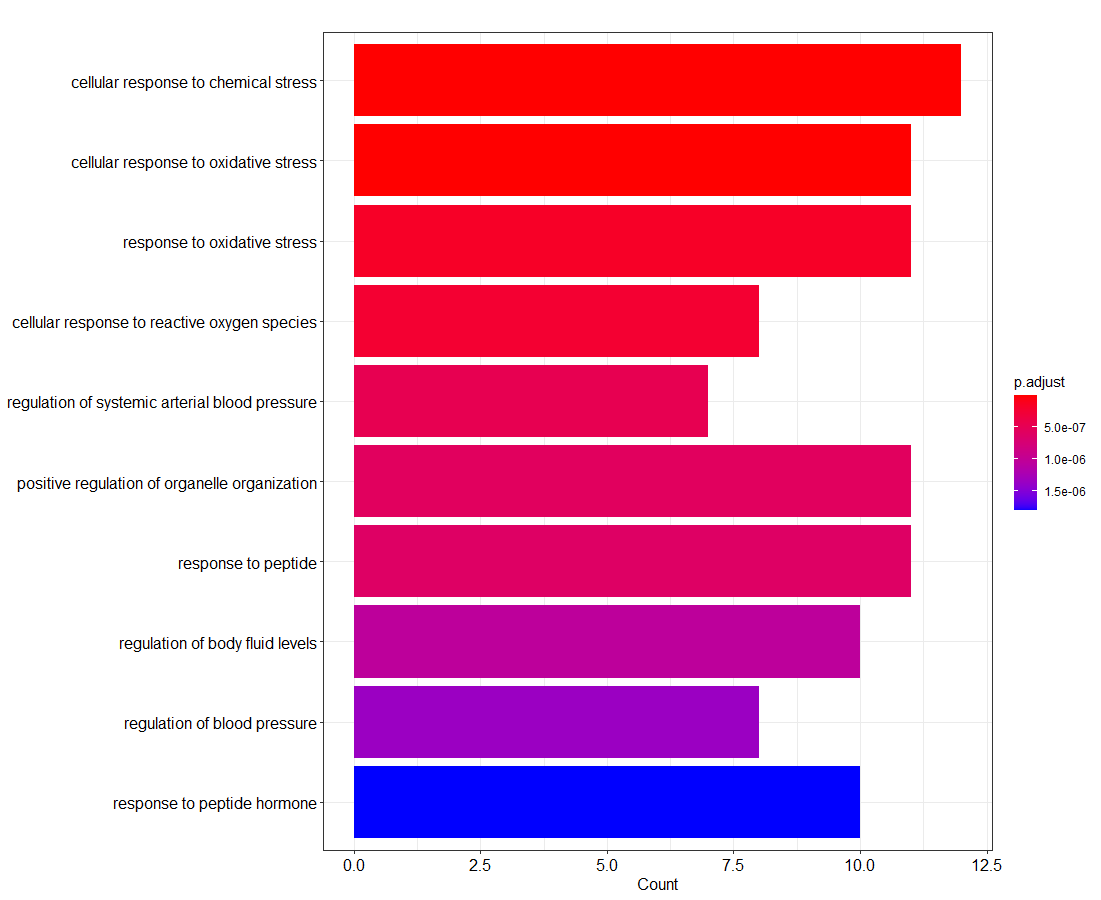 cellular response to chemical stress
cellular response to oxidative stress
response to oxidative stress
cellular response to reactive oxygen species
regulation of systemic arterial blood pressure
positive regulation of organelle organization
response to peptide
regulation of body fluid levels
regulation of blood pressure
response to peptide hormone
0.0 2.5 5.0 7.5 10.0 12.5
Count
p.adjust
5.0e-07
1.0e-06
1.5e-06